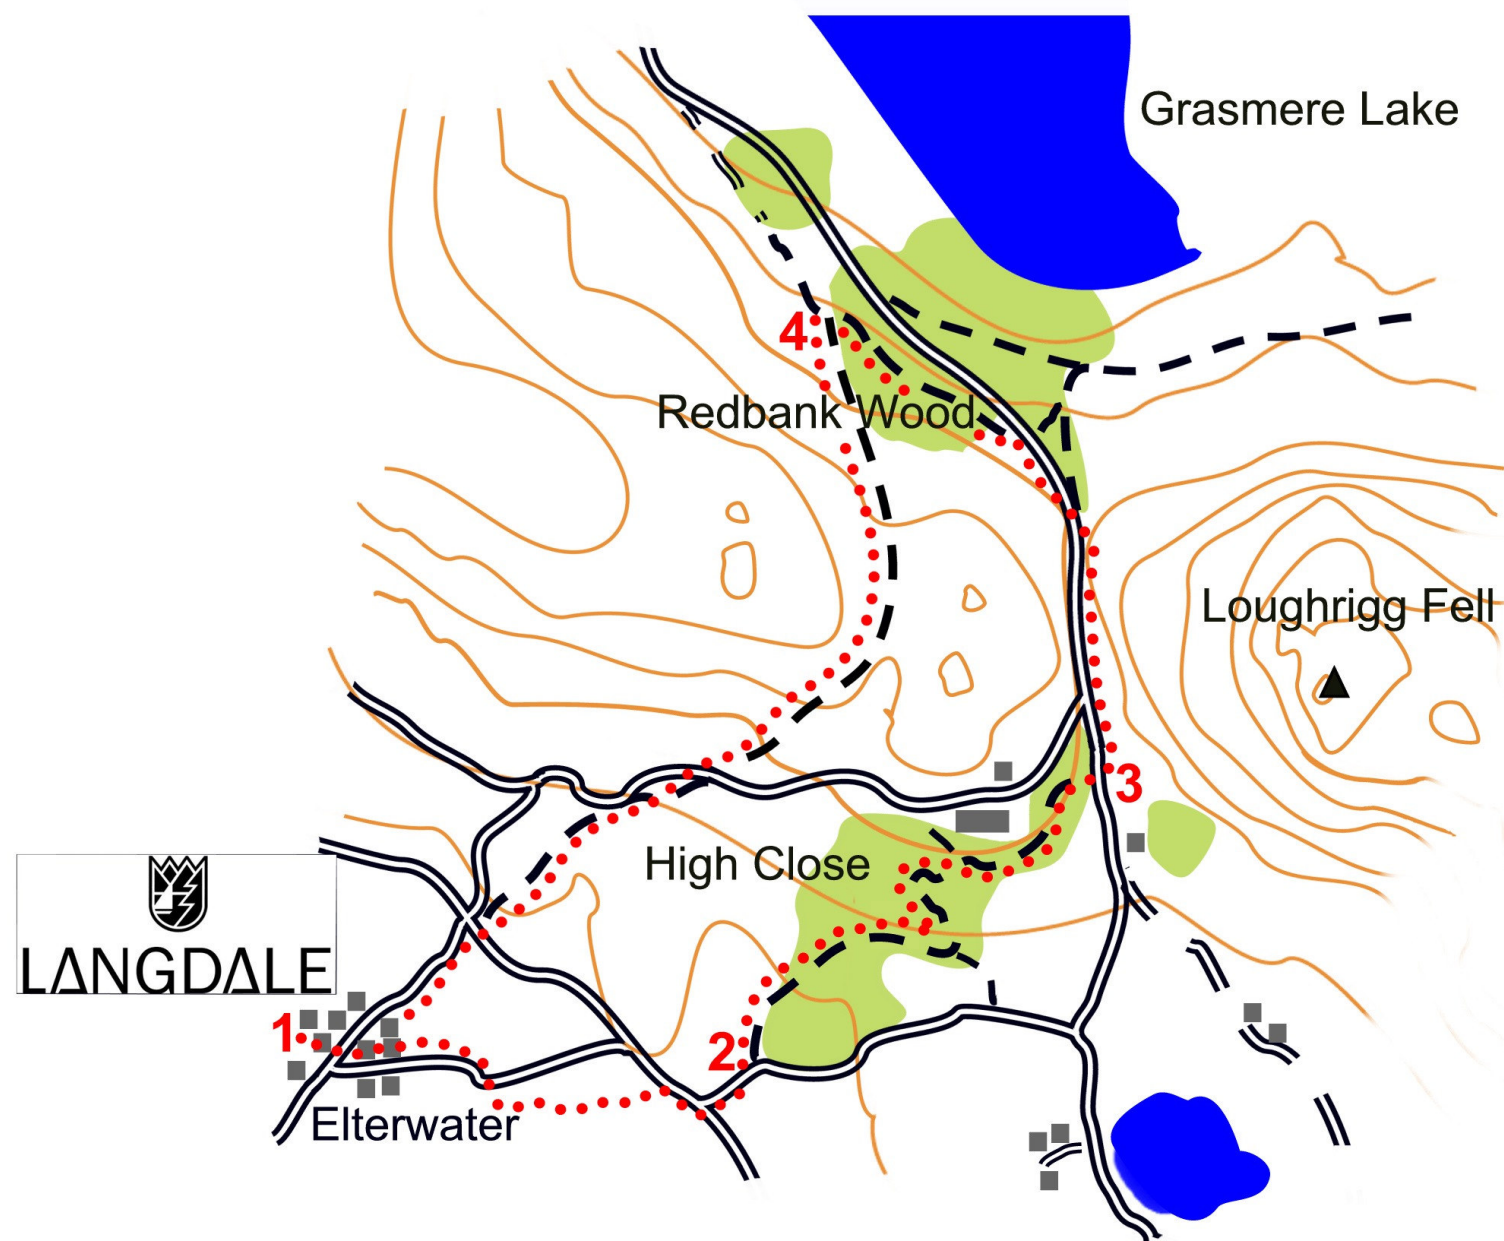 Grasmere Lake
4
Redbank Wood
Loughrigg Fell
3
High Close
LANGDALE
1
2
Elterwater